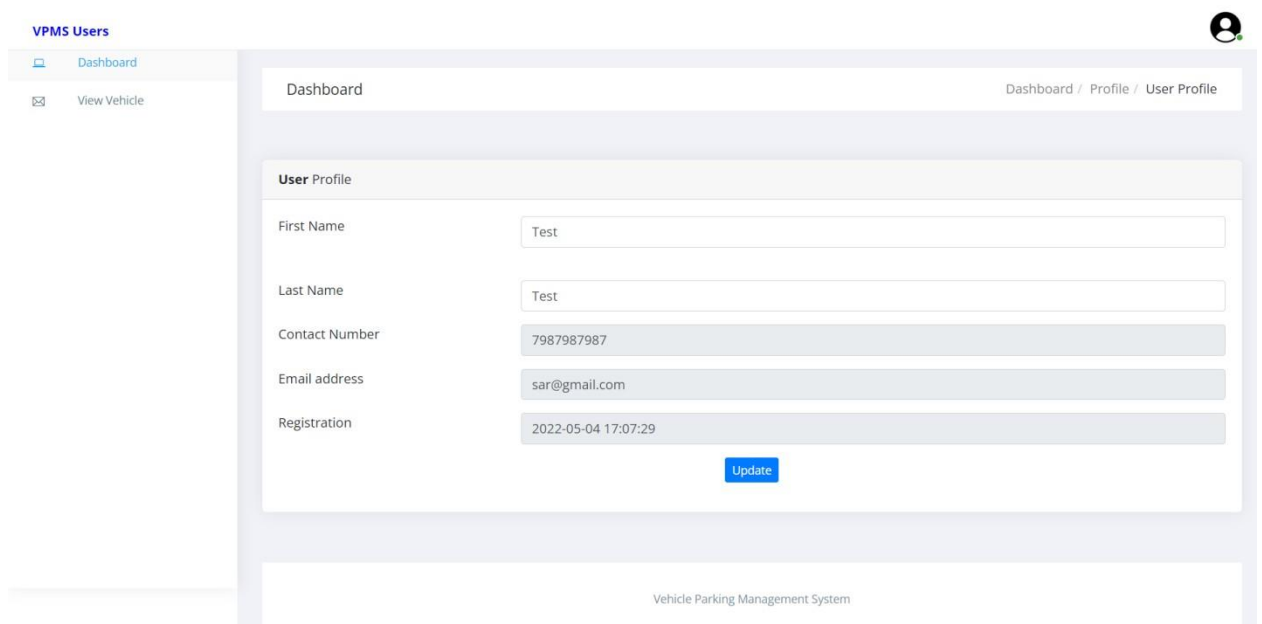 VPMS Users
Dashboard
View Vehicle
Dashboard
Dashboard / Profile / User Profile
User Profile
First Name
Test
Last Name
Test
Contact Number
7987987987
Email address
sar@gmail.com
Registration
2022-05-04 17:07:29
Update
Vehicle Parking Management System